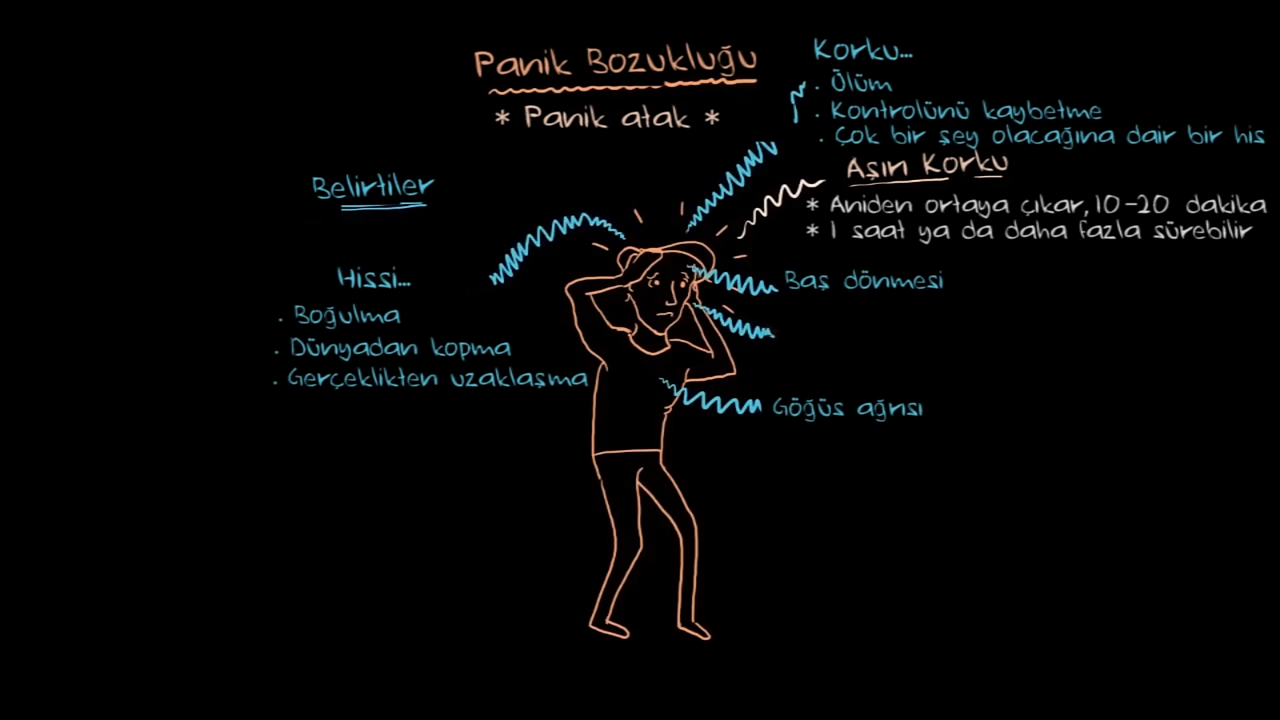 Panik Bozukluğu
* Panik atak *
Korku...
. Ölüm
. Kontrolünü kaybetme
. Çok bir şey olacağına dair bir his
Aşırı Korku
* Aniden ortaya çıkar, 10-20 dakika
* 1 saat ya da daha fazla sürebilir
Belirtiler
Hissi...
. Boğulma
. Dünyadan kopma
. Gerçeklikten uzaklaşma
Baş dönmesi
Göğüs ağrısı